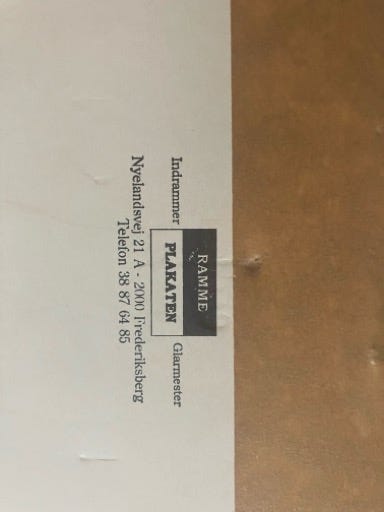 RAMME
Indrammer PLAKATEN Glarmester
Nyelandsvej 21 A - 2000 Frederiksberg
Telefon 38 87 64 85